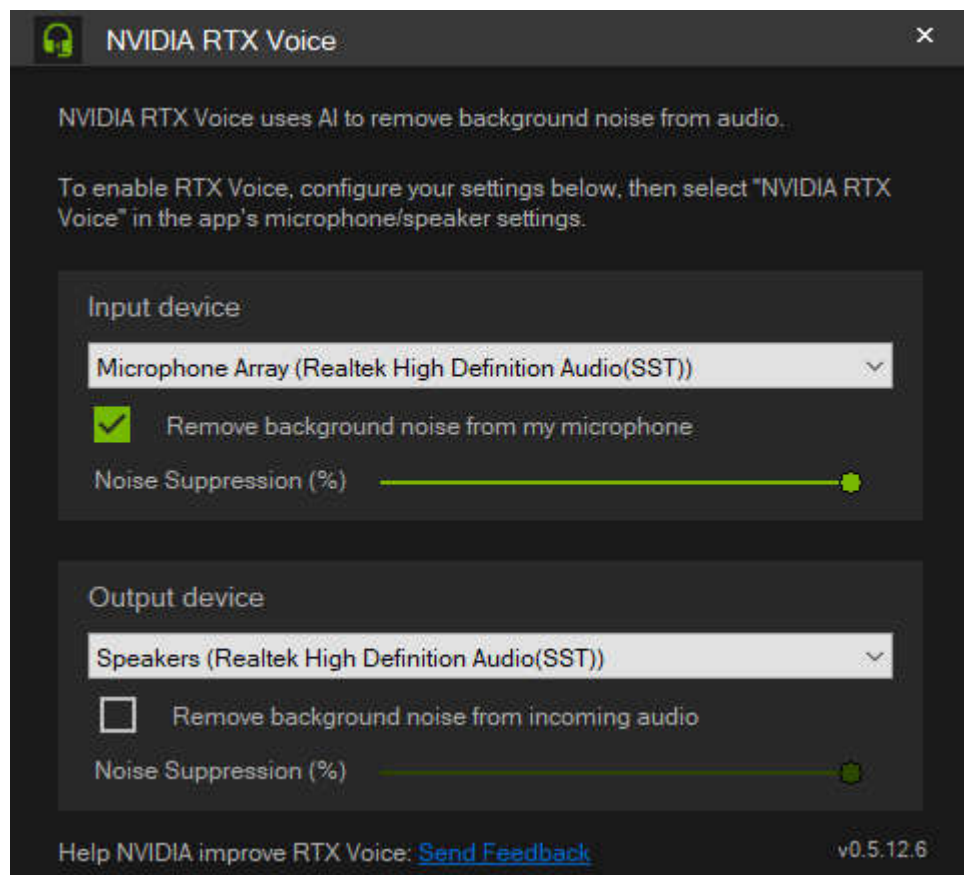 NVIDIA RTX Voice
NVIDIA RTX Voice uses AI to remove background noise from audio.
To enable RTX Voice, configure your settings below, then select "NVIDIA RTX
Voice" in the app's microphone/speaker settings.
Input device
Microphone Array (Realtek High Definition Audio(SST))
Remove background noise from my microphone
Noise Suppression (%)
Output device
Speakers (Realtek High Definition Audio(SST))
Remove background noise from incoming audio
Noise Suppression (%)
Help NVIDIA improve RTX Voice: Send Feedback v0.5.12.6